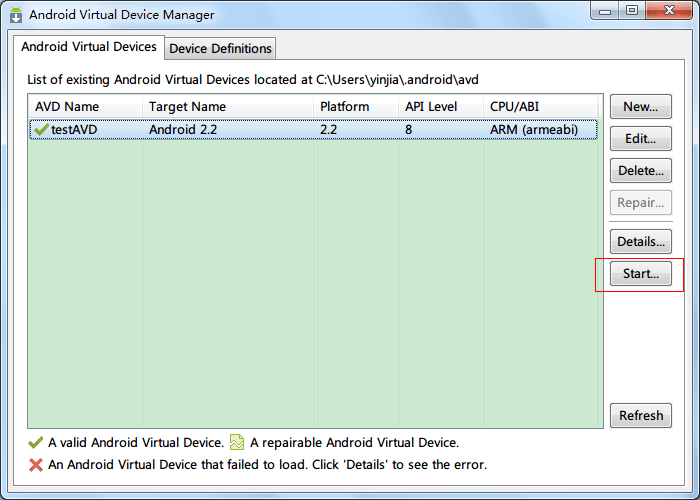 Android Virtual Device Manager
Android Virtual Devices Device Definitions
List of existing Android Virtual Devices located at C:\Users\yinjia\.android\avd
AVD Name Target Name Platform API Level CPU/ABI
testAVD Android 2.2 2.2 8 ARM (armeabi)
New...
Edit...
Delete...
Repair...
Details...
Start...
Refresh
A valid Android Virtual Device. A repairable Android Virtual Device.
An Android Virtual Device that failed to load. Click 'Details' to see the error.